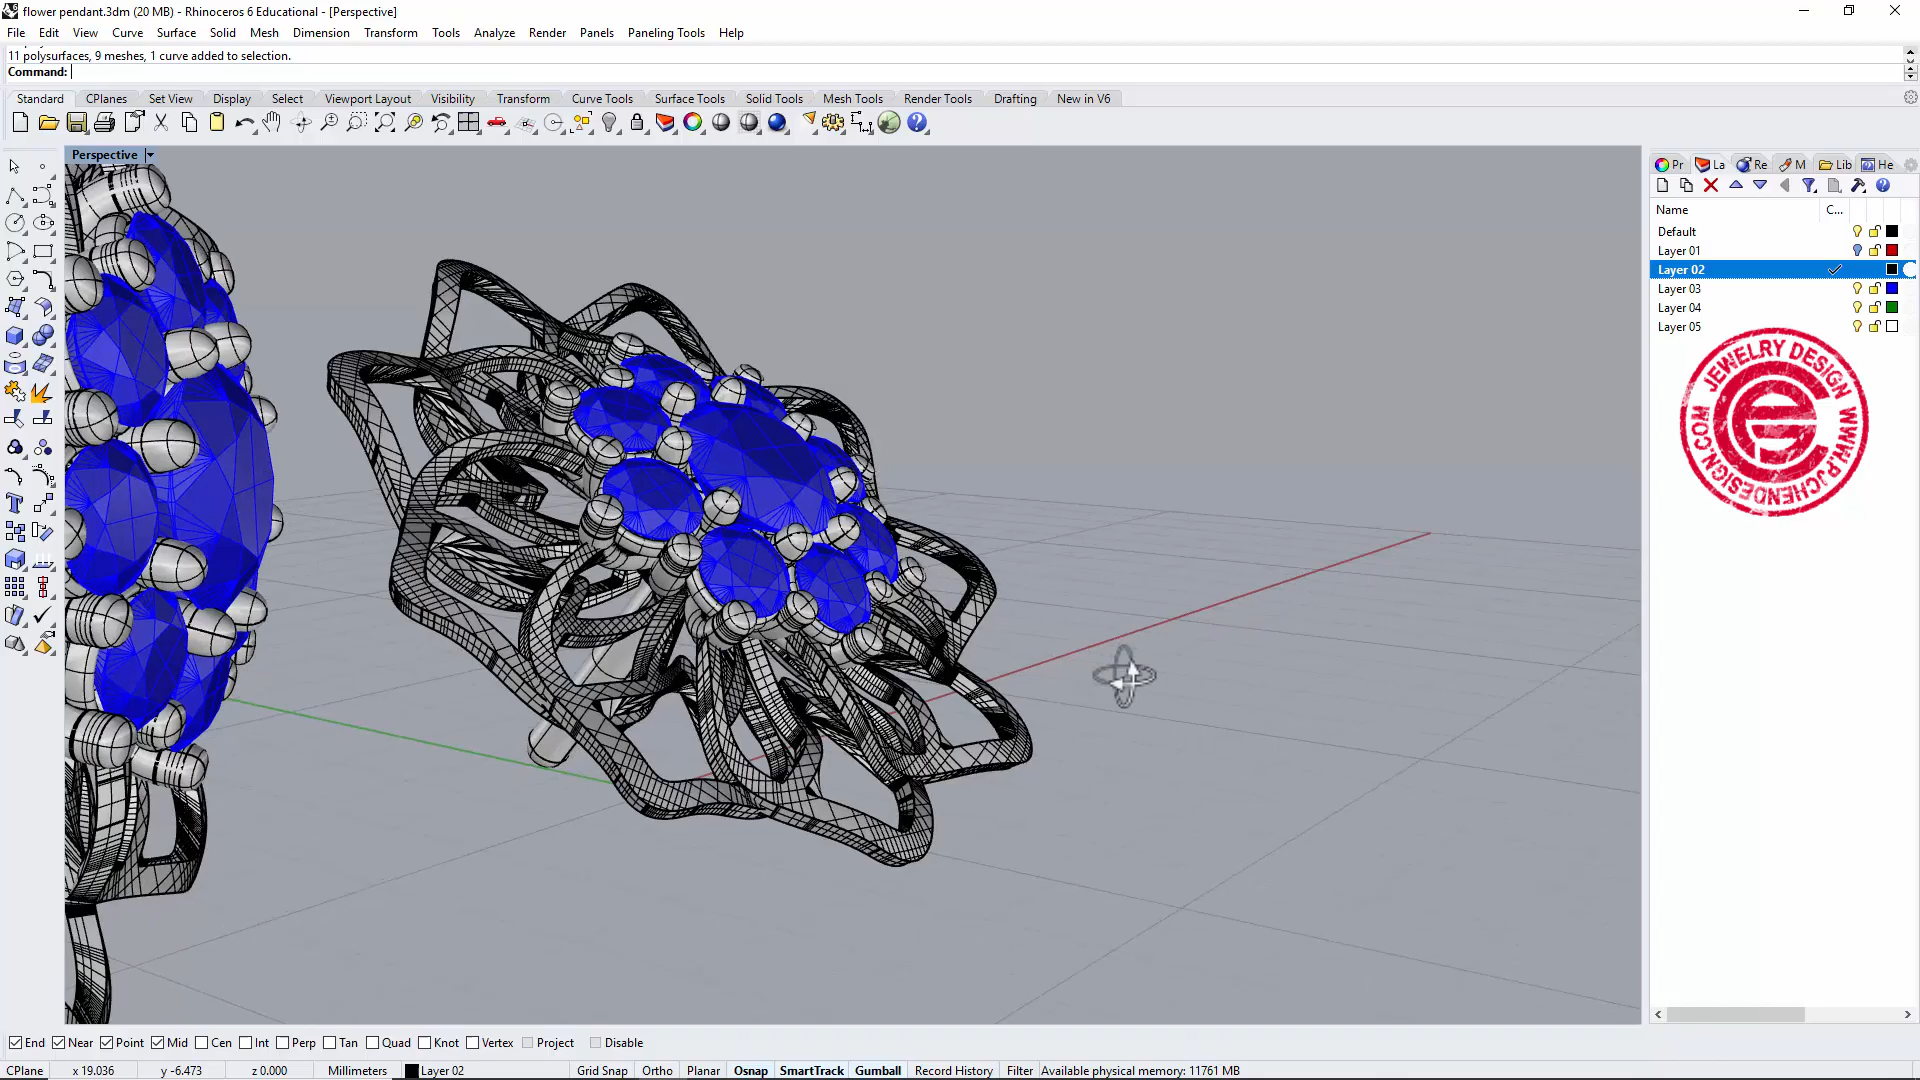 flower pendant.3dm (20 MB) - Rhinoceros 6 Educational - [Perspective]
File Edit View Curve Surface Solid Mesh Dimension Transform Tools Analyze Render Panels Paneling Tools Help
11 polysurfaces, 9 meshes, 1 curve added to selection.
Command:
Standard CPlanes Set View Display Select Viewport Layout Visibility Transform Curve Tools Surface Tools Solid Tools Mesh Tools Render Tools Drafting New in V6
Perspective
Pr La Re M Lib He
Name C...
Default
Layer 01
Layer 02
Layer 03
Layer 04
Layer 05
JEWELRY DESIGN WWW.PJCHENDESIGN.COM
End Near Point Mid Cen Int Perp Tan Quad Knot Vertex Project Disable
CPlane x 19.036 y -6.473 z 0.000 Millimeters Layer 02 Grid Snap Ortho Planar Osnap SmartTrack Gumball Record History Filter Available physical memory: 11761 MB